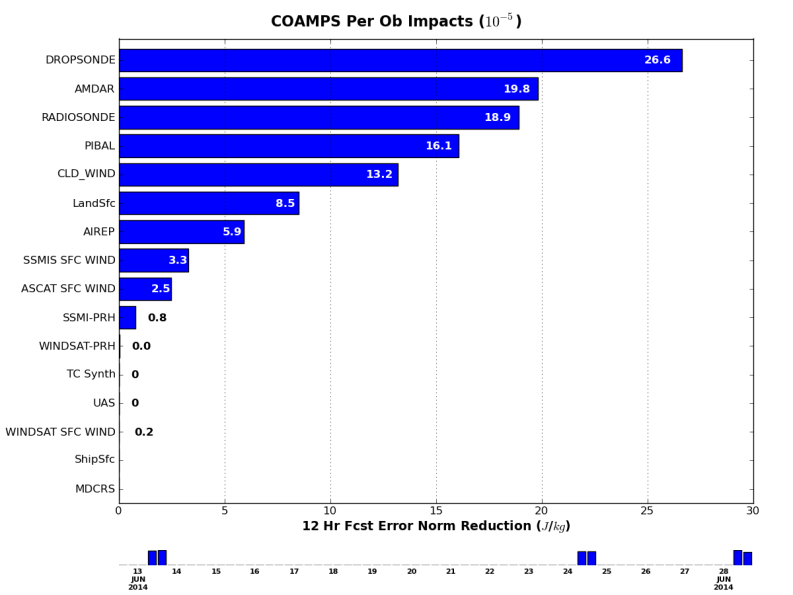 COAMPS Per Ob Impacts (10⁻⁵)
DROPSONDE 26.6
AMDAR 19.8
RADIOSONDE 18.9
PIBAL 16.1
CLD_WIND 13.2
LandSfc 8.5
AIREP 5.9
SSMIS SFC WIND 3.3
ASCAT SFC WIND 2.5
SSMI-PRH 0.8
WINDSAT-PRH 0.0
TC Synth 0
UAS 0
WINDSAT SFC WIND 0.2
ShipSfc
MDCRS
0 5 10 15 20 25 30
12 Hr Fcst Error Norm Reduction (J/kg)
13 14 15 16 17 18 19 20 21 22 23 24 25 26 27 28
JUN JUN
2014 2014